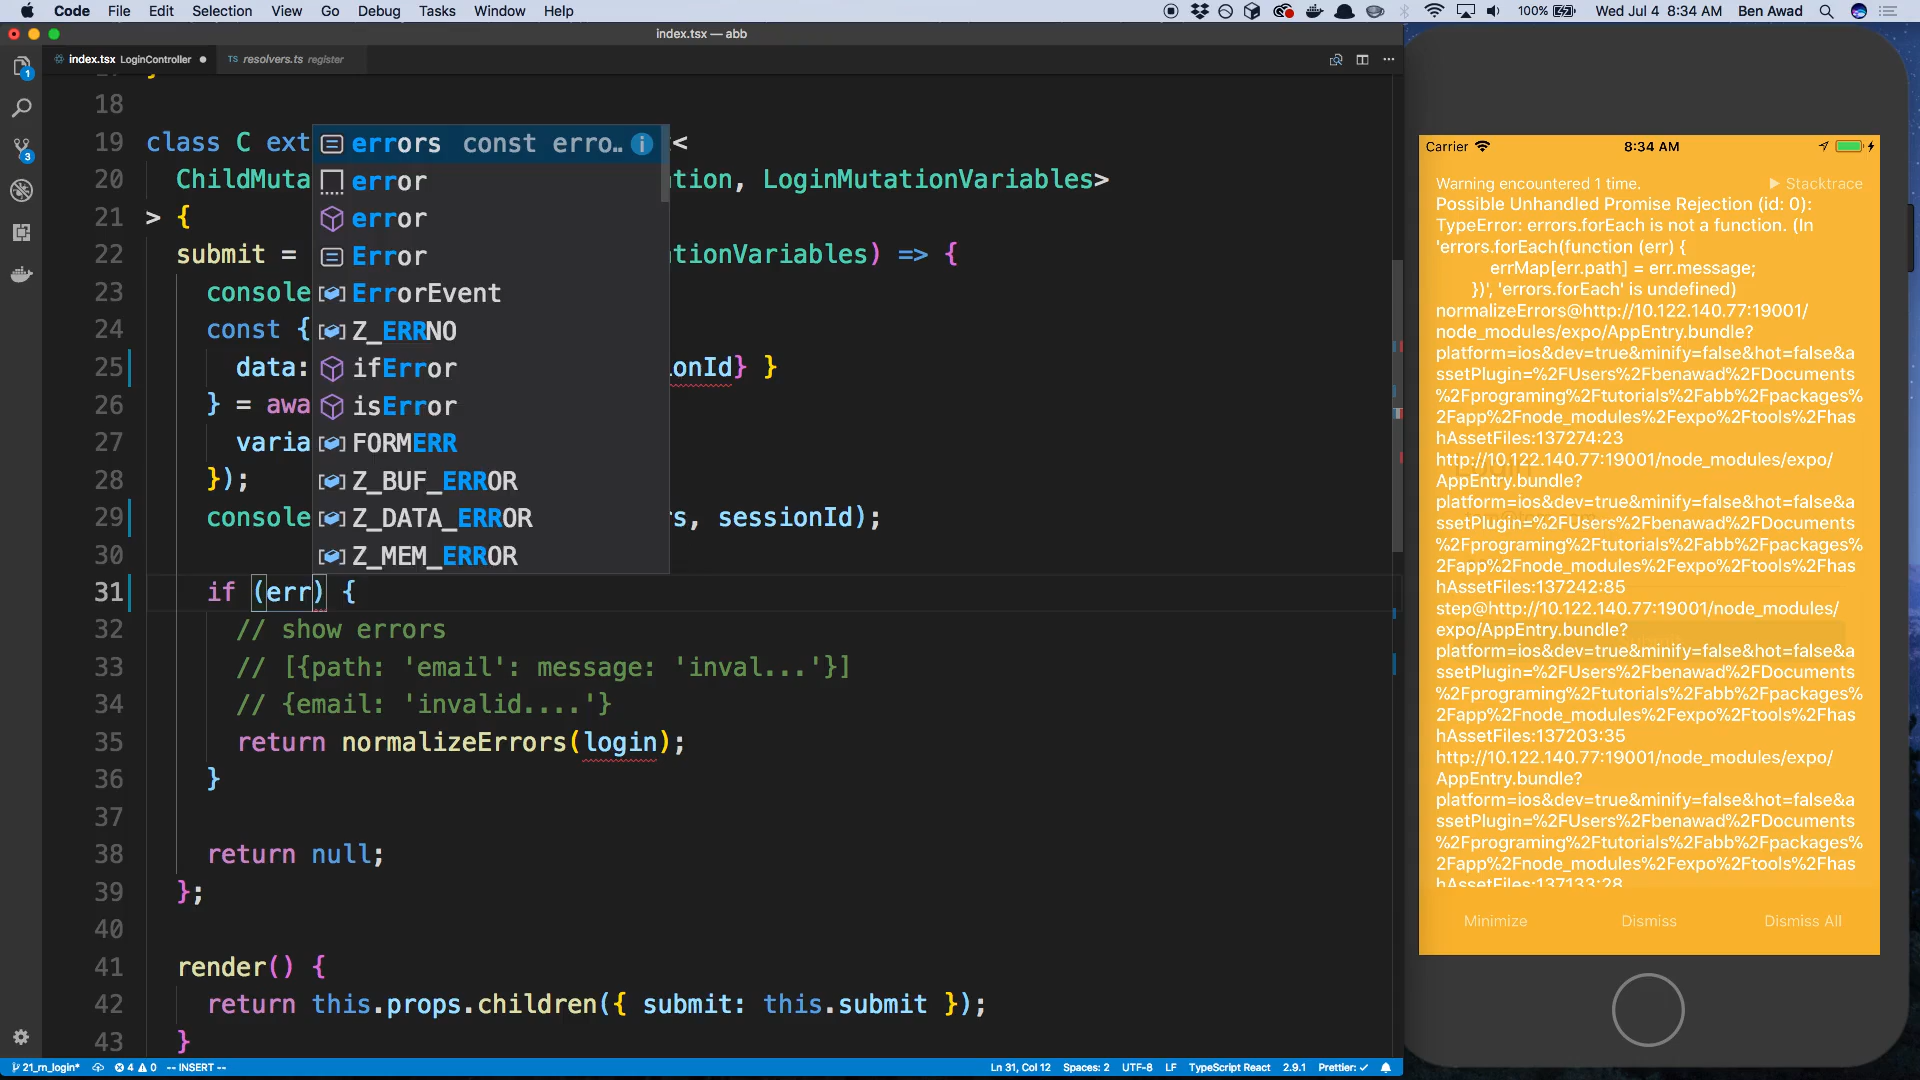 Code File Edit Selection View Go Debug Tasks Window Help 100% Wed Jul 4 8:34 AM Ben Awad
index.tsx — abb
index.tsx LoginController TS resolvers.ts register
18
19 class C ext <
20 ChildMuta tion, LoginMutationVariables>
21 > {
22 submit = tionVariables) => {
23 console
24 const {
25 data: onId} }
26 } = awa
27 varia
28 });
29 console s, sessionId);
30
31 if (err) {
32 // show errors
33 // [{path: 'email': message: 'inval...'}]
34 // {email: 'invalid....'}
35 return normalizeErrors(login);
36 }
37
38 return null;
39 };
40
41 render() {
42 return this.props.children({ submit: this.submit });
43 }
errors const erro...
error
error
Error
ErrorEvent
Z_ERRNO
ifError
isError
FORMERR
Z_BUF_ERROR
Z_DATA_ERROR
Z_MEM_ERROR
1
3
21_m_login* 4 0 -- INSERT -- Ln 31, Col 12 Spaces: 2 UTF-8 LF TypeScript React 2.9.1 Prettier: ✓
Carrier 8:34 AM
Warning encountered 1 time. Stacktrace
Possible Unhandled Promise Rejection (id: 0):
TypeError: errors.forEach is not a function. (In
'errors.forEach(function (err) {
errMap[err.path] = err.message;
})', 'errors.forEach' is undefined)
normalizeErrors@http://10.122.140.77:19001/
node_modules/expo/AppEntry.bundle?
platform=ios&dev=true&minify=false&hot=false&a
ssetPlugin=%2FUsers%2Fbenawad%2FDocuments
%2Fprograming%2Ftutorials%2Fabb%2Fpackages%
2Fapp%2Fnode_modules%2Fexpo%2Ftools%2Fhas
hAssetFiles:137274:23
http://10.122.140.77:19001/node_modules/expo/
AppEntry.bundle?
platform=ios&dev=true&minify=false&hot=false&a
ssetPlugin=%2FUsers%2Fbenawad%2FDocuments
%2Fprograming%2Ftutorials%2Fabb%2Fpackages%
2Fapp%2Fnode_modules%2Fexpo%2Ftools%2Fhas
hAssetFiles:137242:85
step@http://10.122.140.77:19001/node_modules/
expo/AppEntry.bundle?
platform=ios&dev=true&minify=false&hot=false&a
ssetPlugin=%2FUsers%2Fbenawad%2FDocuments
%2Fprograming%2Ftutorials%2Fabb%2Fpackages%
2Fapp%2Fnode_modules%2Fexpo%2Ftools%2Fhas
hAssetFiles:137203:35
http://10.122.140.77:19001/node_modules/expo/
AppEntry.bundle?
platform=ios&dev=true&minify=false&hot=false&a
ssetPlugin=%2FUsers%2Fbenawad%2FDocuments
%2Fprograming%2Ftutorials%2Fabb%2Fpackages%
2Fapp%2Fnode_modules%2Fexpo%2Ftools%2Fhas
hAssetFiles:137133:28
Minimize Dismiss Dismiss All